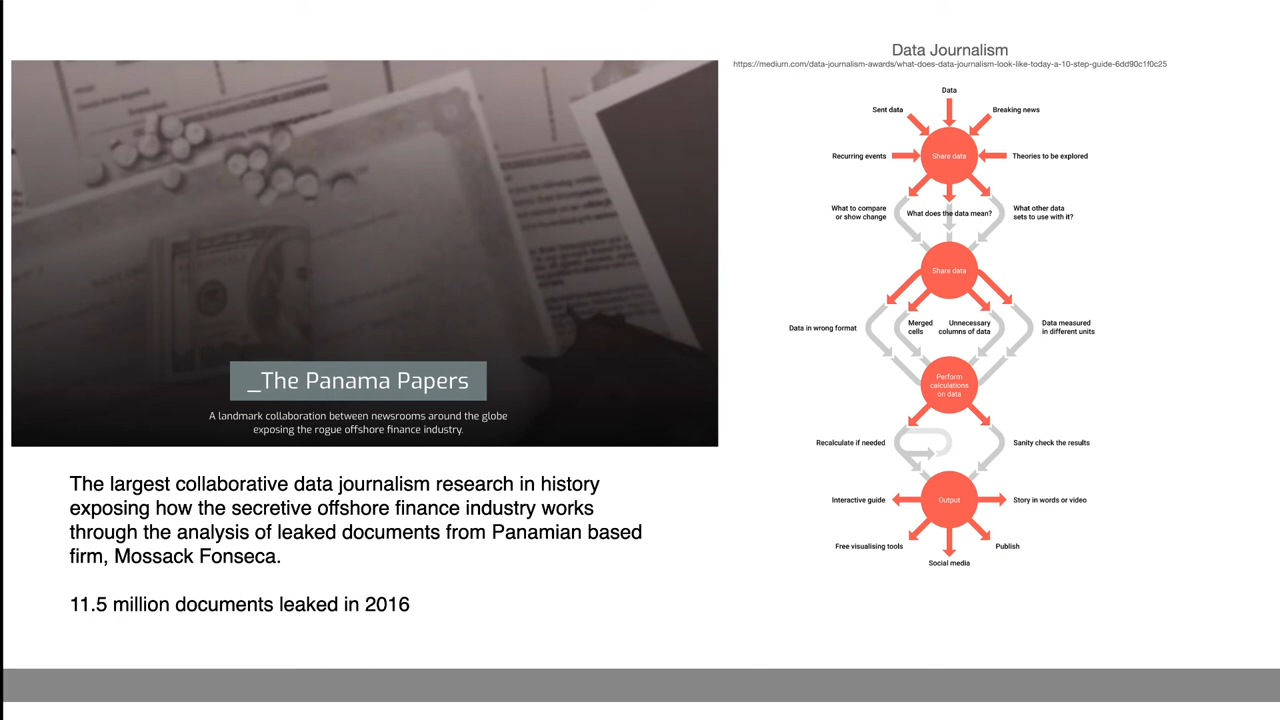 Data Journalism
https://medium.com/data-journalism-awards/what-does-data-journalism-look-like-today-a-10-step-guide-6dd90c1f0c25
_The Panama Papers
A landmark collaboration between newsrooms around the globe
exposing the rogue offshore finance industry.
The largest collaborative data journalism research in history
exposing how the secretive offshore finance industry works
through the analysis of leaked documents from Panamian based
firm, Mossack Fonseca.
11.5 million documents leaked in 2016
Data
Sent data
Breaking news
Recurring events
Share data
Theories to be explored
What to compare
or show change
What does the data mean?
What other data
sets to use with it?
Share data
Data in wrong format
Merged
cells
Unnecessary
columns of data
Data measured
in different units
Perform
calculations
on data
Recalculate if needed
Sanity check the results
Interactive guide
Output
Story in words or video
Free visualising tools
Publish
Social media